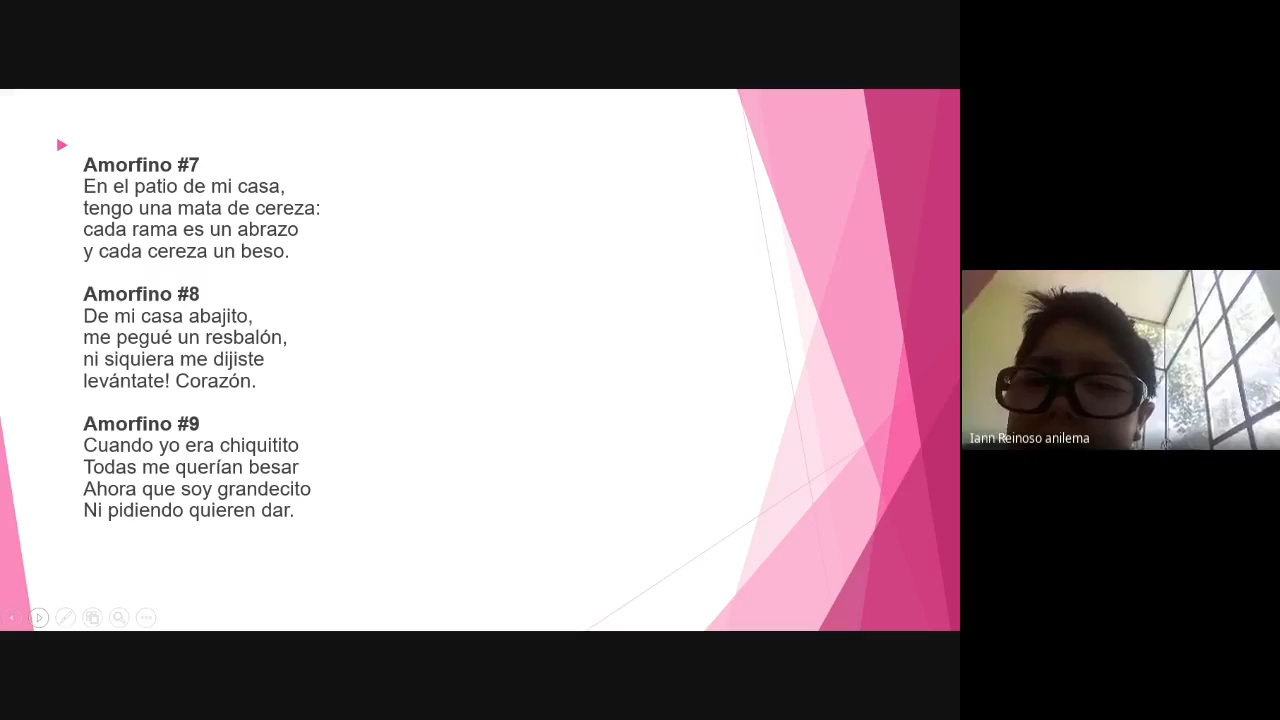 Amorfino #7
En el patio de mi casa,
tengo una mata de cereza:
cada rama es un abrazo
y cada cereza un beso.
Amorfino #8
De mi casa abajito,
me pegué un resbalón,
ni siquiera me dijiste
levántate! Corazón.
Amorfino #9
Cuando yo era chiquitito
Todas me querían besar
Ahora que soy grandecito
Ni pidiendo quieren dar.
Iann Reinoso anilema